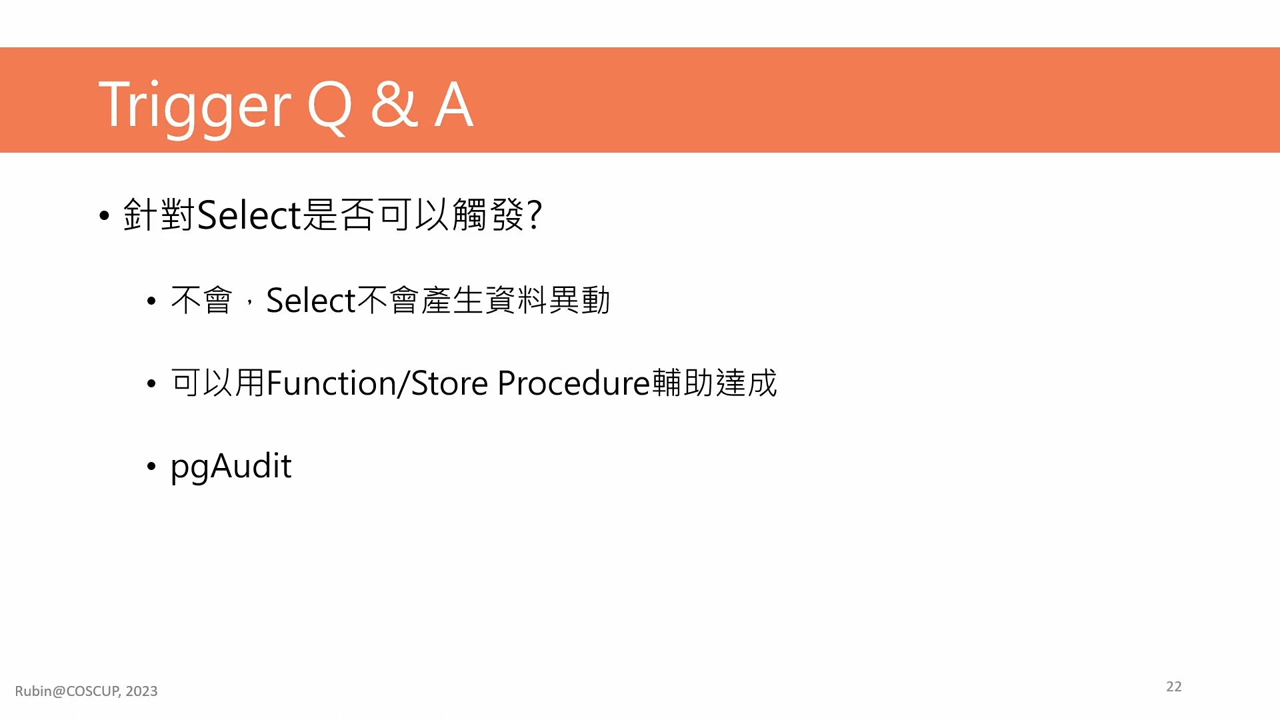 Trigger Q & A
• 針對Select是否可以觸發?
• 不會，Select不會產生資料異動
• 可以用Function/Store Procedure輔助達成
• pgAudit
Rubin@COSCUP, 2023
22